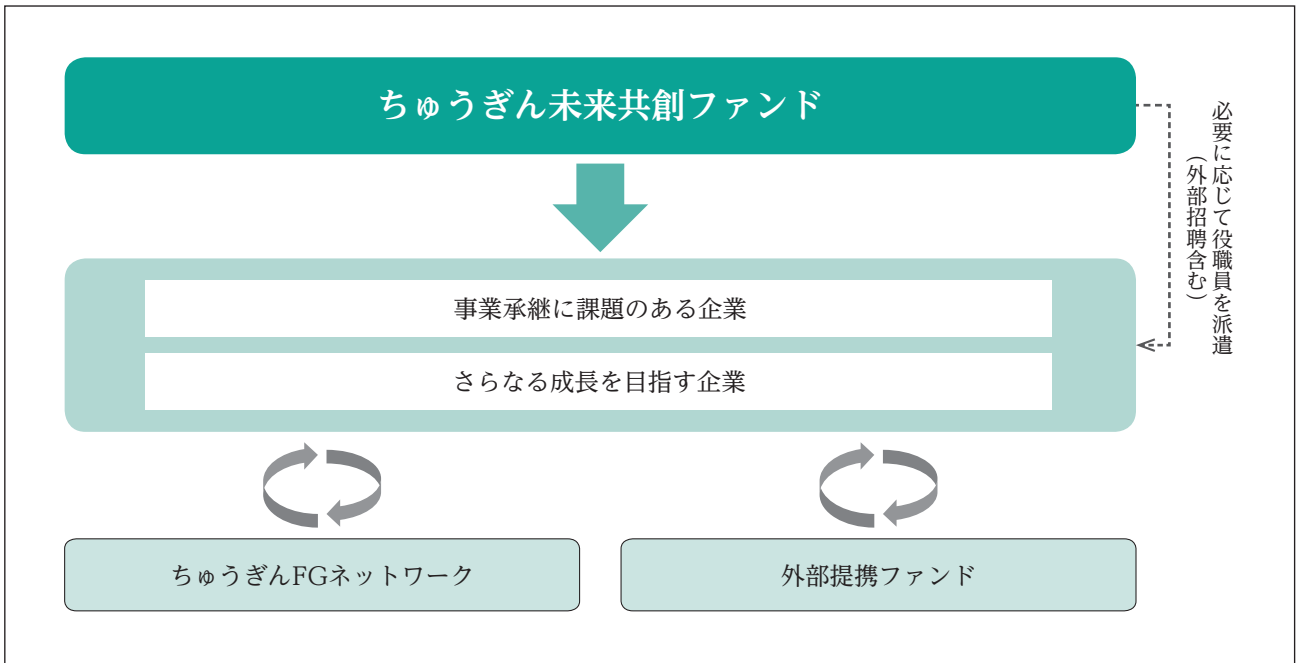 ちゅうぎん未来共創ファンド
必要に応じて役職員を派遣
（外部招聘含む）
事業承継に課題のある企業
さらなる成長を目指す企業
ちゅうぎんFGネットワーク
外部提携ファンド